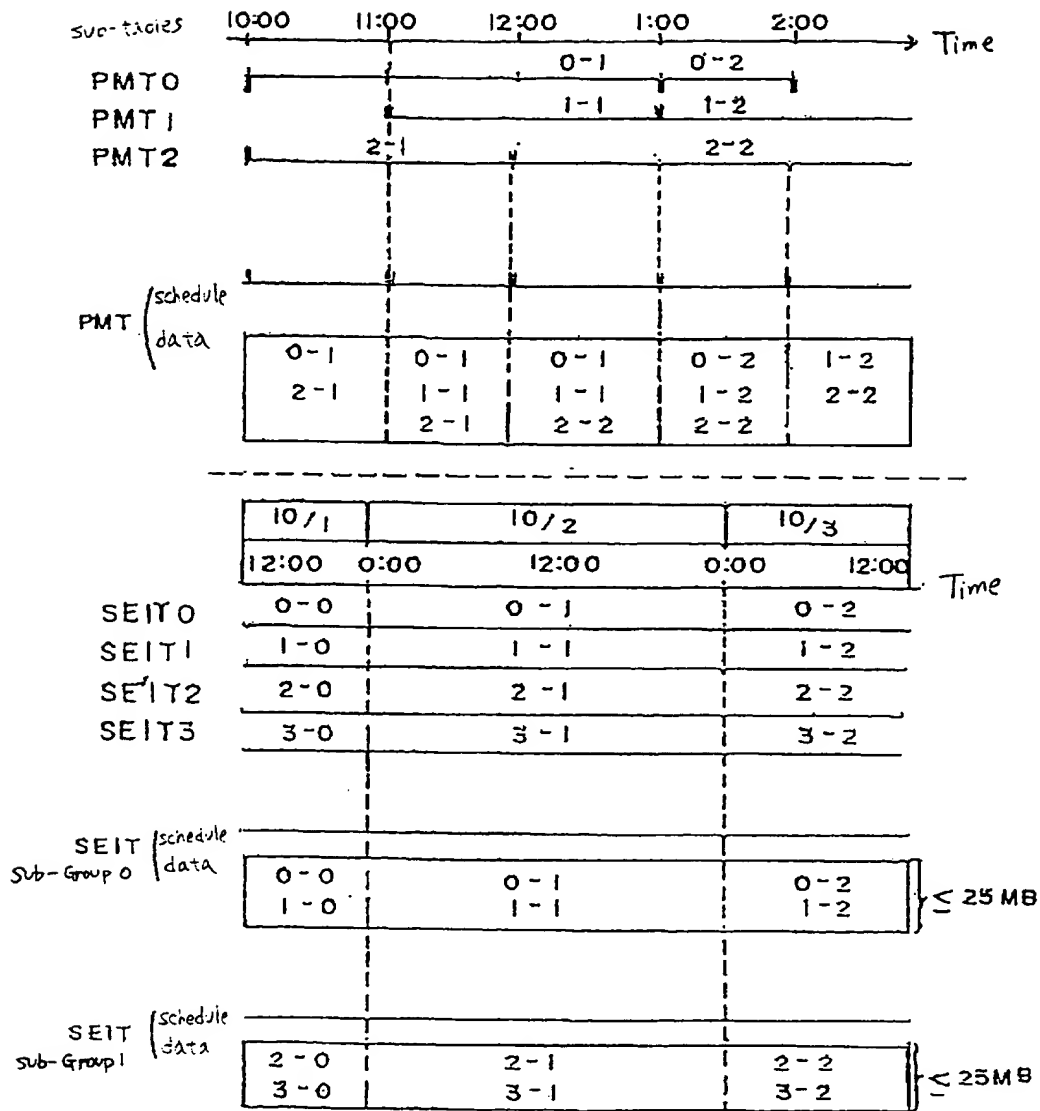 sub-tables 10:00 11:00 12:00 1:00 2:00
Time
PMT0 0-1 0-2
PMT1 1-1 1-2
PMT2 2-1 2-2
PMT schedule
data
0-1 0-1 0-1 0-2 1-2
2-1 1-1 1-1 1-2 2-2
2-1 2-2 2-2
10/1 10/2 10/3
12:00 0:00 12:00 0:00 12:00
Time
SEIT0 0-0 0-1 0-2
SEIT1 1-0 1-1 1-2
SEIT2 2-0 2-1 2-2
SEIT3 3-0 3-1 3-2
SEIT schedule
Sub-Group 0 data
0-0 0-1 0-2
1-0 1-1 1-2
≤ 25MB
SEIT schedule
Sub-Group 1 data
2-0 2-1 2-2
3-0 3-1 3-2
≤ 25MB